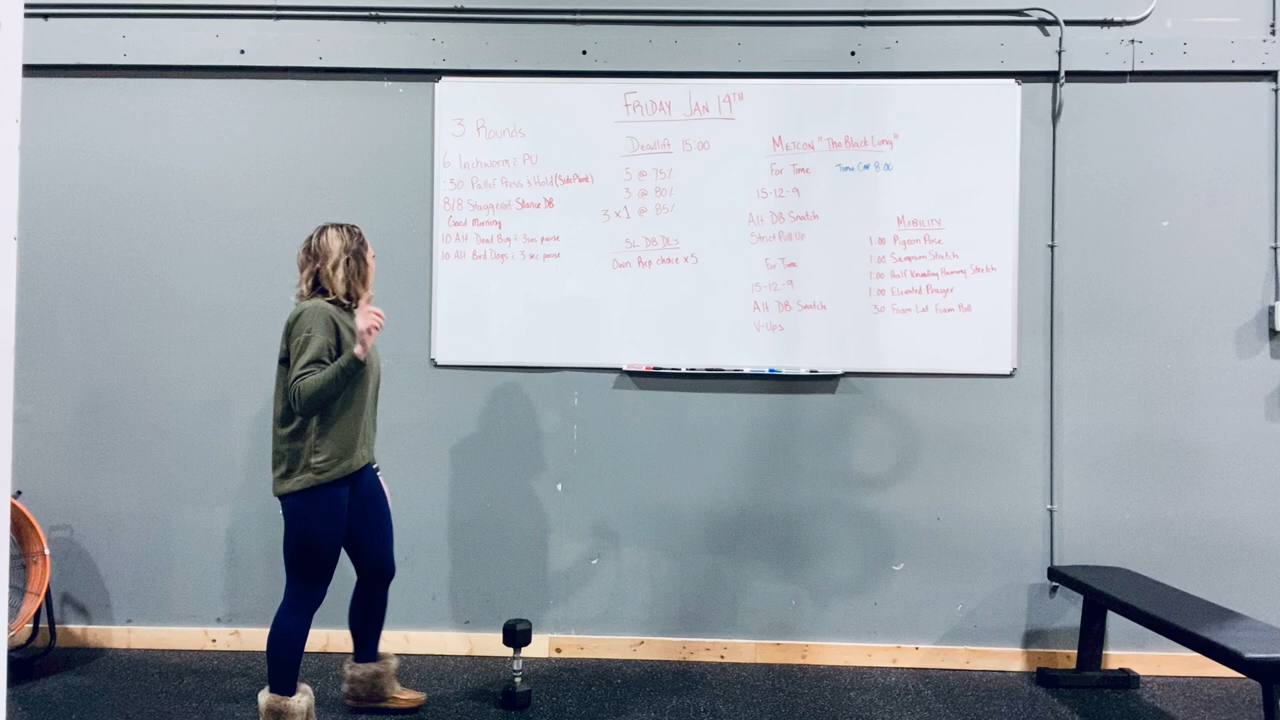 FRIDAY JAN 14TH
3 Rounds
6 Inchworm: PU
:30 Pallof Press & Hold (Side Plank)
8/8 Staggered Stance DB
Good Morning
10 Alt Dead Bug: 3 sec pause
10 Alt Bird Dogs: 3 sec pause
Deadlift 15:00
5 @ 75%
3 @ 80%
3 x 1 @ 85%
SL DB DL's
Own Rep choice x 5
METCON "The Black Lung"
For Time TIME CAP 8:00
15-12-9
Alt DB Snatch
Strict Pull Up
For Time
15-12-9
Alt DB Snatch
V-Ups
MOBILITY
1:00 Pigeon Pose
1:00 Sampson Stretch
1:00 Half Kneeling Hammy Stretch
1:00 Elevated Prayer
:30 Foam Lat Foam Roll